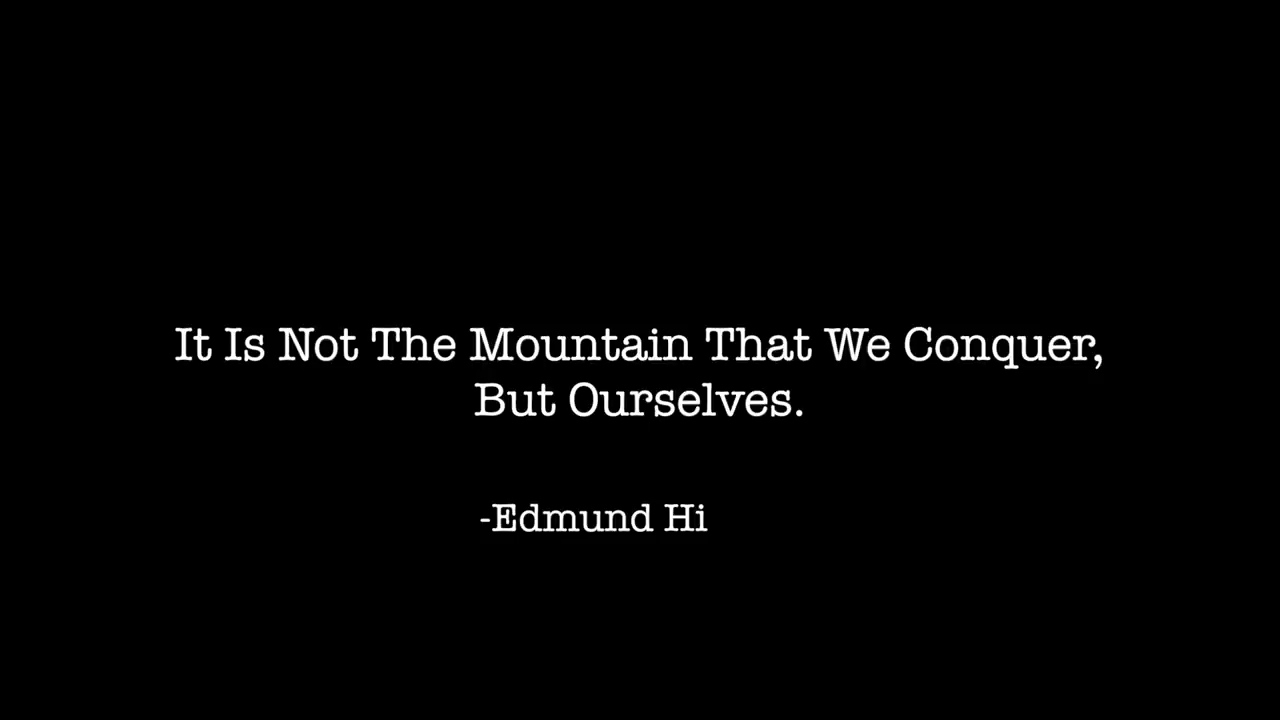 It Is Not The Mountain That We Conquer,
But Ourselves.
-Edmund Hi